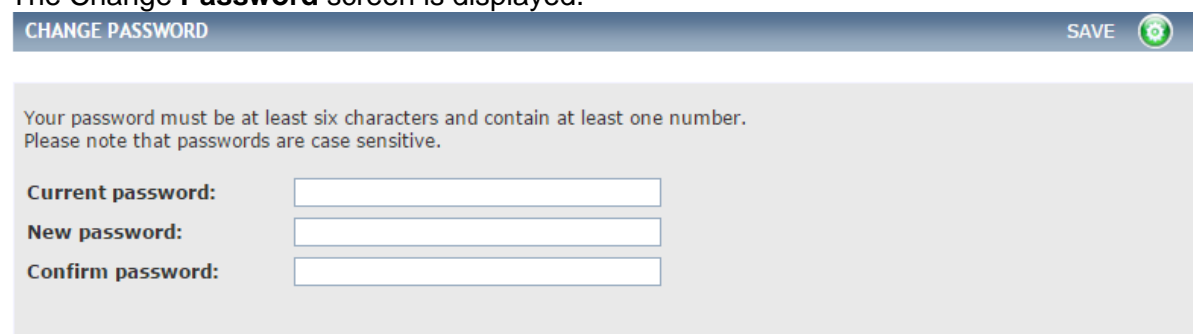 The Change Password screen is displayed.
CHANGE PASSWORD SAVE
Your password must be at least six characters and contain at least one number.
Please note that passwords are case sensitive.
Current password:
New password:
Confirm password: